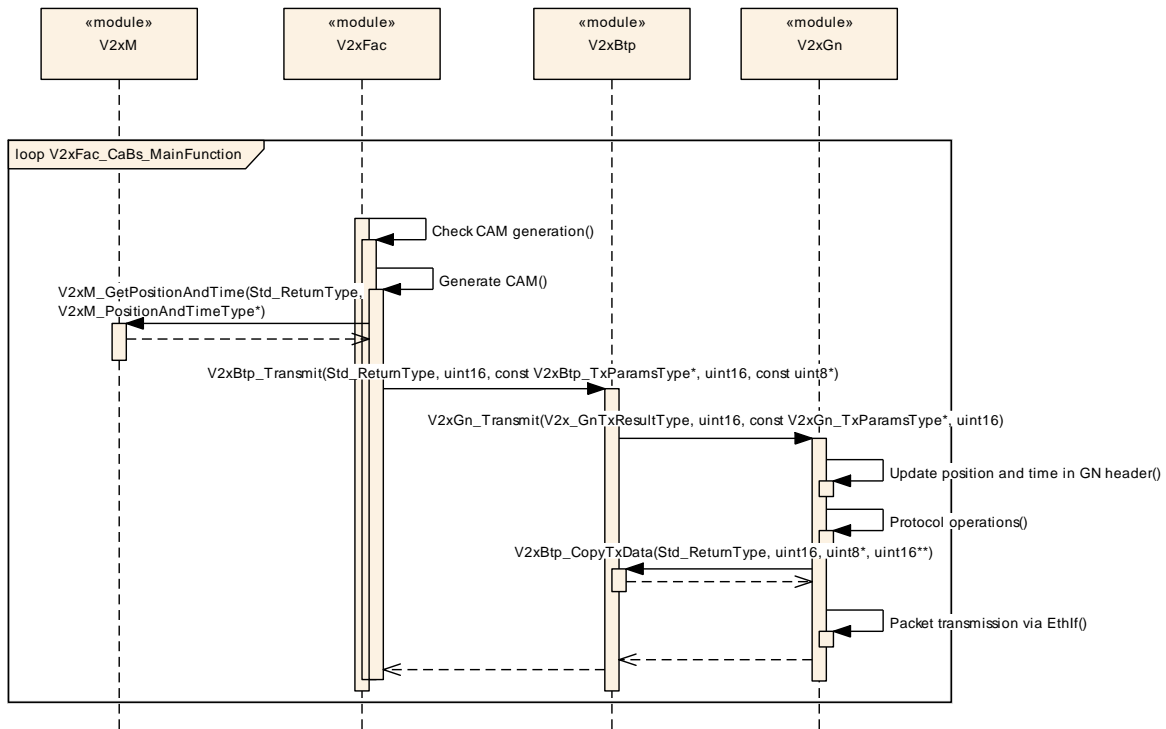 «module»
V2xM
«module»
V2xFac
«module»
V2xBtp
«module»
V2xGn
loop V2xFac_CaBs_MainFunction
Check CAM generation()
Generate CAM()
V2xM_GetPositionAndTime(Std_ReturnType,
V2xM_PositionAndTimeType*)
V2xBtp_Transmit(Std_ReturnType, uint16, const V2xBtp_TxParamsType*, uint16, const uint8*)
V2xGn_Transmit(V2x_GnTxResultType, uint16, const V2xGn_TxParamsType*, uint16)
Update position and time in GN header()
Protocol operations()
V2xBtp_CopyTxData(Std_ReturnType, uint16, uint8*, uint16**)
Packet transmission via EthIf()